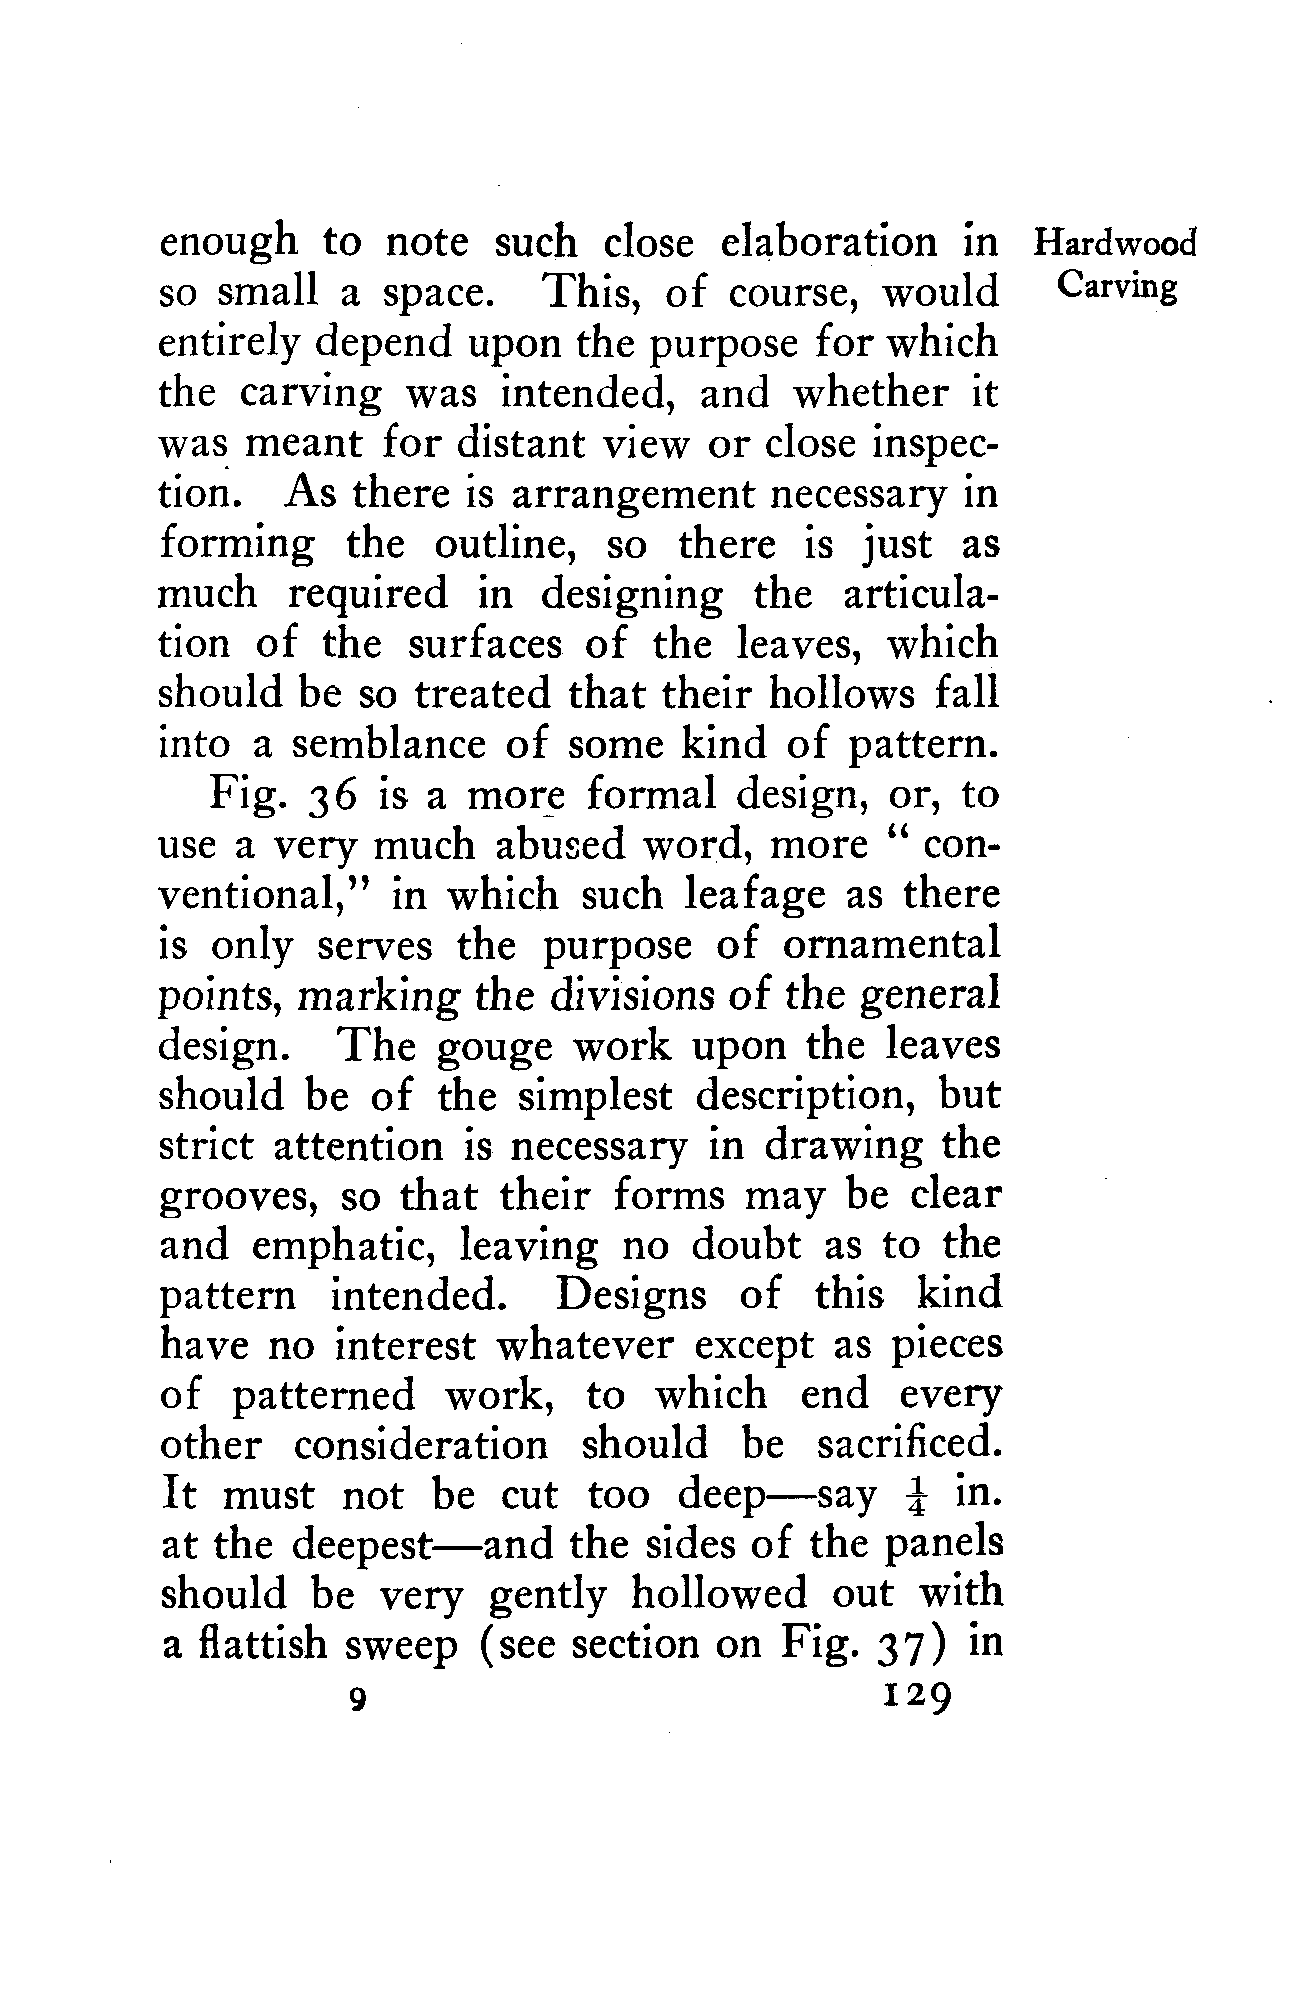 enough to note such close elaboration in
so small a space. This, of course, would
entirely depend upon the purpose for which
the carving was intended, and whether it
was meant for distant view or close inspec-
tion. As there is arrangement necessary in
forming the outline, so there is just as
much required in designing the articula-
tion of the surfaces of the leaves, which
should be so treated that their hollows fall
into a semblance of some kind of pattern.
Fig. 36 is a more formal design, or, to
use a very much abused word, more “ con-
ventional,” in which such leafage as there
is only serves the purpose of ornamental
points, marking the divisions of the general
design. The gouge work upon the leaves
should be of the simplest description, but
strict attention is necessary in drawing the
grooves, so that their forms may be clear
and emphatic, leaving no doubt as to the
pattern intended. Designs of this kind
have no interest whatever except as pieces
of patterned work, to which end every
other consideration should be sacrificed.
It must not be cut too deep—say ¼ in.
at the deepest—and the sides of the panels
should be very gently hollowed out with
a flattish sweep (see section on Fig. 37) in
9 129
Hardwood
Carving